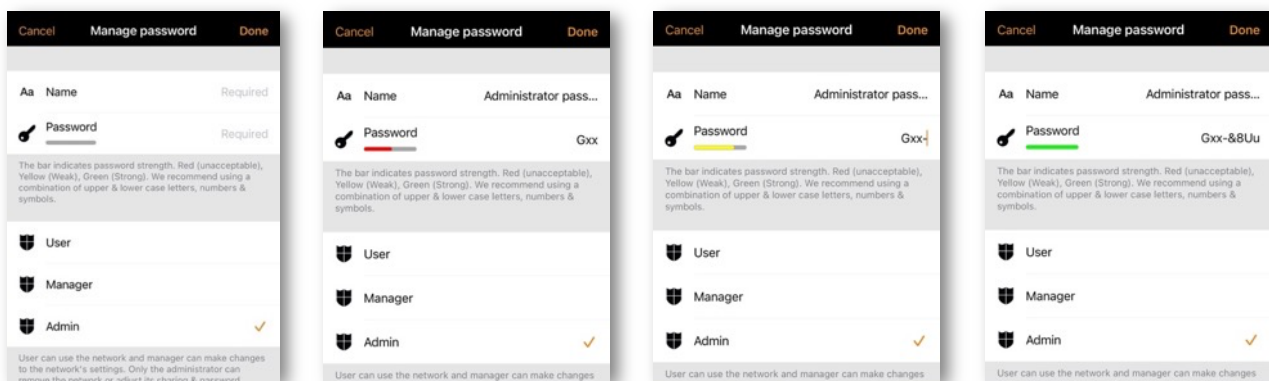 Cancel Manage password Done
Aa Name Required
Password Required
The bar indicates password strength. Red (unacceptable),
Yellow (Weak), Green (Strong). We recommend using a
combination of upper & lower case letters, numbers &
symbols.
User
Manager
Admin
User can use the network and manager can make changes
to the network's settings. Only the administrator can
remove the network or adjust its sharing & password
Cancel Manage password Done
Aa Name Administrator pass...
Password Gxx
The bar indicates password strength. Red (unacceptable),
Yellow (Weak), Green (Strong). We recommend using a
combination of upper & lower case letters, numbers &
symbols.
User
Manager
Admin
User can use the network and manager can make changes
Cancel Manage password Done
Aa Name Administrator pass...
Password Gxx-
The bar indicates password strength. Red (unacceptable),
Yellow (Weak), Green (Strong). We recommend using a
combination of upper & lower case letters, numbers &
symbols.
User
Manager
Admin
User can use the network and manager can make changes
Cancel Manage password Done
Aa Name Administrator pass...
Password Gxx-&8Uu
The bar indicates password strength. Red (unacceptable),
Yellow (Weak), Green (Strong). We recommend using a
combination of upper & lower case letters, numbers &
symbols.
User
Manager
Admin
User can use the network and manager can make changes